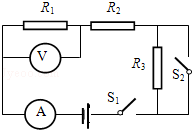 R₁ R₂
V
R₃ S₂
S₁
A